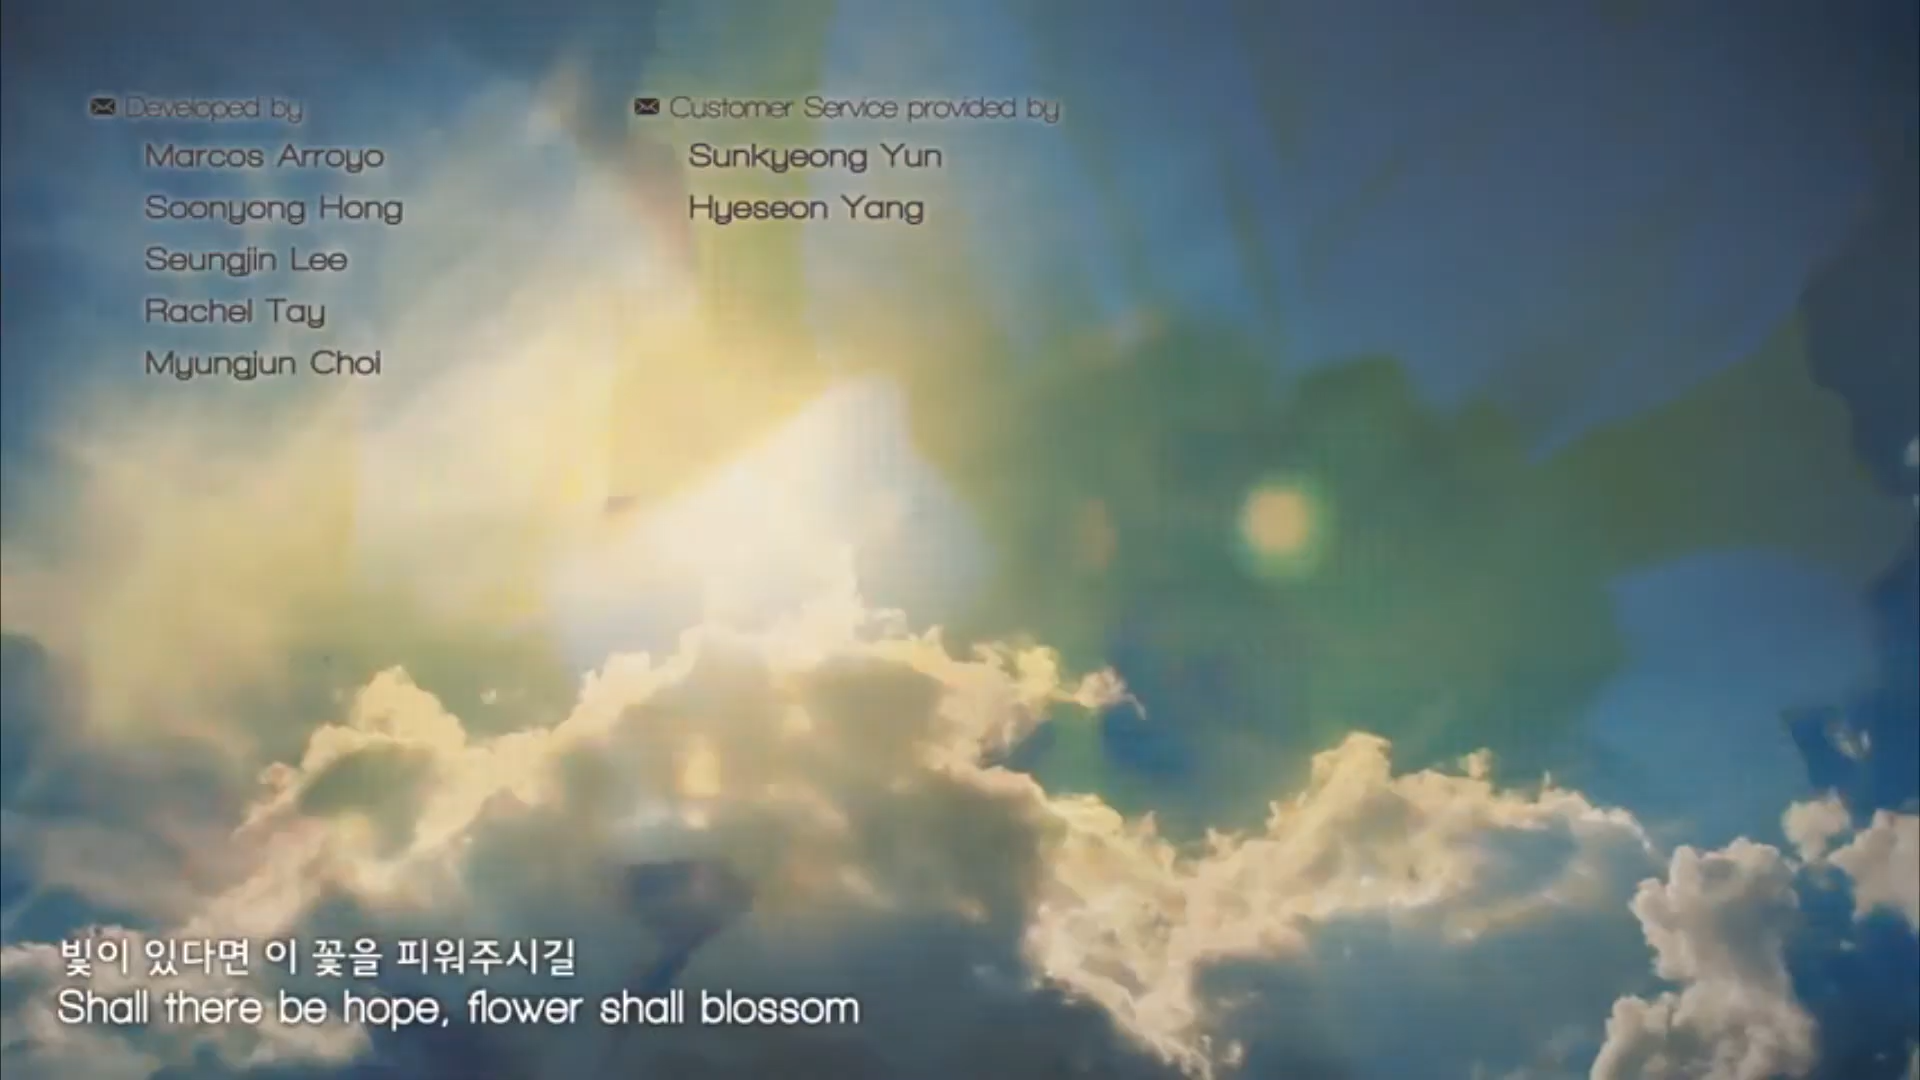 Developed by
Marcos Arroyo
Soonyong Hong
Seungjin Lee
Rachel Tay
Myungjun Choi
Customer Service provided by
Sunkyeong Yun
Hyeseon Yang
빛이 있다면 이 꽃을 피워주시길
Shall there be hope, flower shall blossom